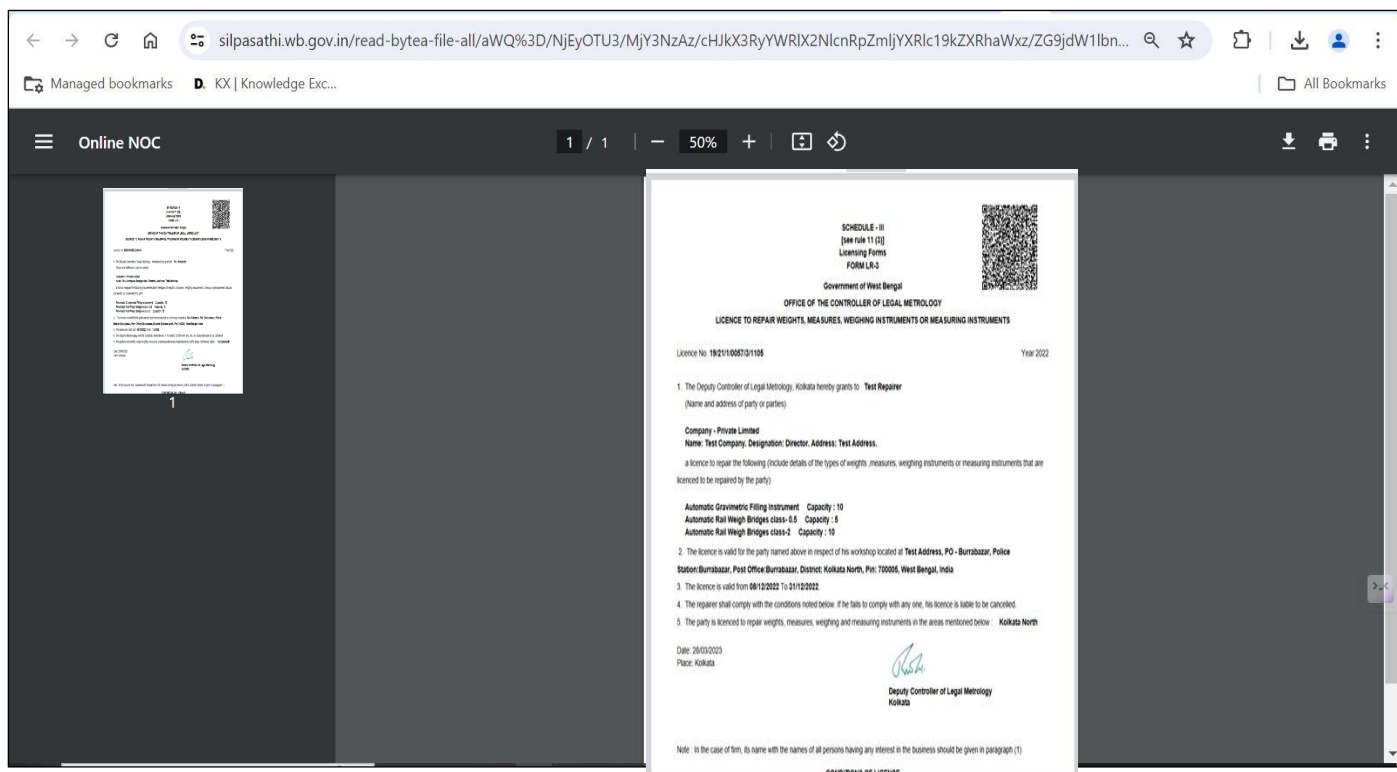 silpasathi.wb.gov.in/read-bytea-file-all/aWQ%3D/NjEyOTU3/MjY3NzAz/cHJkX3RyYWRlX2NlcnRpZmljYXRlc19kZXRhaWxz/ZG9jdW1lbn...
Managed bookmarks D. KX | Knowledge Exc... All Bookmarks
Online NOC 1 / 1 50%
1
SCHEDULE - III
[see rule 11 (3)]
Licensing Forms
FORM LR-3
Government of West Bengal
OFFICE OF THE CONTROLLER OF LEGAL METROLOGY
LICENCE TO REPAIR WEIGHTS, MEASURES, WEIGHING INSTRUMENTS OR MEASURING INSTRUMENTS
Licence No. 19/21/1/0057/3/1105 Year 2022
1. The Deputy Controller of Legal Metrology, Kolkata hereby grants to Test Repairer
(Name and address of party or parties)
Company - Private Limited
Name: Test Company. Designation: Director. Address: Test Address.
a licence to repair the following (include details of the types of weights ,measures, weighing instruments or measuring instruments that are
licenced to be repaired by the party)
Automatic Gravimetric Filling Instrument Capacity : 10
Automatic Rail Weigh Bridges class- 0.5 Capacity : 5
Automatic Rail Weigh Bridges class-2 Capacity : 10
2. The licence is valid for the party named above in respect of his workshop located at Test Address, PO - Burrabazar, Police
Station:Burrabazar, Post Office:Burrabazar, District: Kolkata North, Pin: 700005, West Bengal, India
3. The licence is valid from 08/12/2022 To 31/12/2022
4. The repairer shall comply with the conditions noted below. If he fails to comply with any one, his licence is liable to be cancelled.
5. The party is licenced to repair weights, measures, weighing and measuring instruments in the areas mentioned below : Kolkata North
Date: 28/03/2023
Place: Kolkata
Deputy Controller of Legal Metrology
Kolkata
Note : In the case of firm, its name with the names of all persons having any interest in the business should be given in paragraph (1)